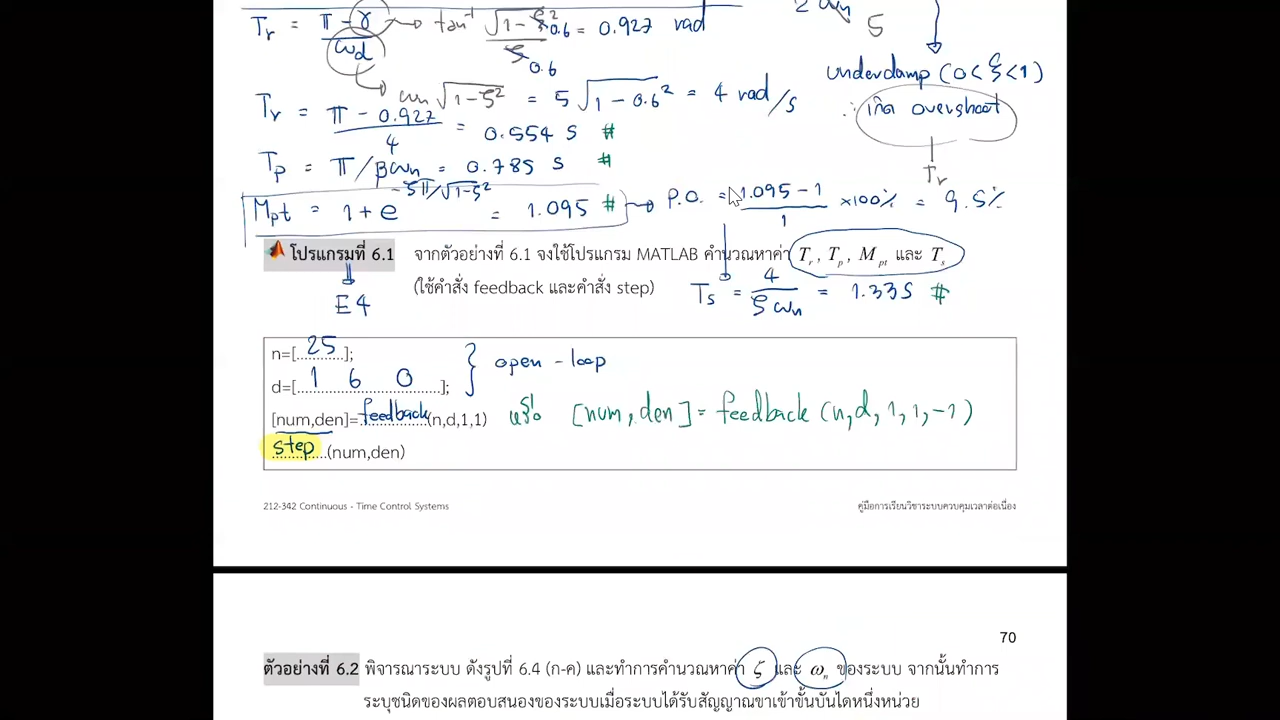 Tr = π - γ / ωd → tan⁻¹ √1-ζ² / ζ 0.6 0.6 = 0.927 rad
ωn √1-ζ² = 5 √1-0.6² = 4 rad/s
5
underdamp (0<ζ<1)
∴ เกิด overshoot
Tr
Tr = π - 0.927 / 4 = 0.554 s #
Tp = π/βωn = 0.785 s #
Mpt = 1 + e^-ζπ/√1-ζ² = 1.095 # → P.O. = 1.095 - 1 / 1 ×100% = 9.5%
โปรแกรมที่ 6.1 จากตัวอย่างที่ 6.1 จงใช้โปรแกรม MATLAB คำนวณหาค่า Tr, Tp, Mpt และ Ts
(ใช้คำสั่ง feedback และคำสั่ง step)
E4
Ts = 4 / ζωn = 1.33 s #
n=[25];
d=[1 6 0]; } open-loop
[num,den]=feedback(n,d,1,1) หรือ [num,den]=feedback(n,d,1,1,-1)
step(num,den)
212-342 Continuous - Time Control Systems คู่มือการเรียนวิชาระบบควบคุมเวลาต่อเนื่อง
70
ตัวอย่างที่ 6.2 พิจารณาระบบ ดังรูปที่ 6.4 (ก-ค) และทำการคำนวณหาค่า ζ และ ωn ของระบบ จากนั้นทำการ
ระบุชนิดของผลตอบสนองของระบบเมื่อระบบได้รับสัญญาณขาเข้าขั้นบันไดหนึ่งหน่วย